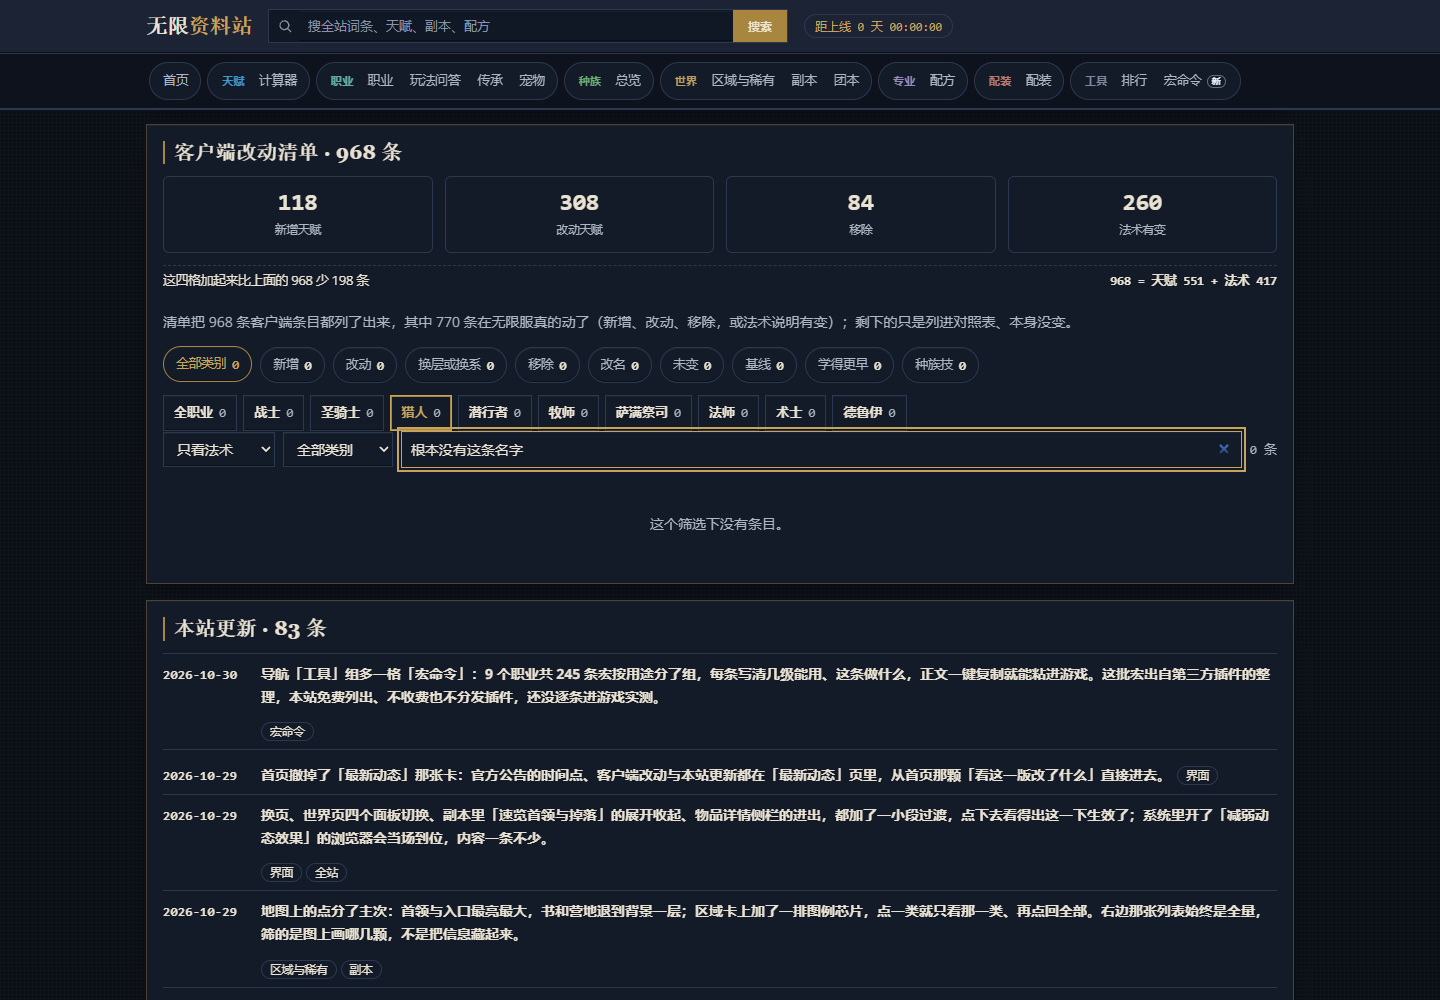 无限资料站
搜全站词条、天赋、副本、配方
搜索
距上线 0 天 00:00:00
首页
天赋 计算器
职业 职业 玩法问答 传承 宠物
种族 总览
世界 区域与稀有 副本 团本
专业 配方
配装 配装
工具 排行 宏命令 新
客户端改动清单 · 968 条
118
新增天赋
308
改动天赋
84
移除
260
法术有变
这四格加起来比上面的 968 少 198 条
968 = 天赋 551 + 法术 417
清单把 968 条客户端条目都列了出来，其中 770 条在无限服真的动了（新增、改动、移除，或法术说明有变）；剩下的只是列进对照表、本身没变。
全部类别 0
新增 0
改动 0
换层或换系 0
移除 0
改名 0
未变 0
基线 0
学得更早 0
种族技 0
全职业 0
战士 0
圣骑士 0
猎人 0
潜行者 0
牧师 0
萨满祭司 0
法师 0
术士 0
德鲁伊 0
只看法术
全部类别
根本没有这条名字
0 条
这个筛选下没有条目。
本站更新 · 83 条
2026-10-30
导航「工具」组多一格「宏命令」：9 个职业共 245 条宏按用途分了组，每条写清几级能用、这条做什么，正文一键复制就能粘进游戏。这批宏出自第三方插件的整
理，本站免费列出、不收费也不分发插件，还没逐条进游戏实测。
宏命令
2026-10-29
首页撤掉了「最新动态」那张卡：官方公告的时间点、客户端改动与本站更新都在「最新动态」页里，从首页那颗「看这一版改了什么」直接进去。
界面
2026-10-29
换页、世界页四个面板切换、副本里「速览首领与掉落」的展开收起、物品详情侧栏的进出，都加了一小段过渡，点下去看得出这一下生效了；系统里开了「减弱动
态效果」的浏览器会当场到位，内容一条不少。
界面
全站
2026-10-29
地图上的点分了主次：首领与入口最亮最大，书和营地退到背景一层；区域卡上加了一排图例芯片，点一类就只看那一类、再点回全部。右边那张列表始终是全量，
筛的是图上画哪几颗，不是把信息藏起来。
区域与稀有
副本